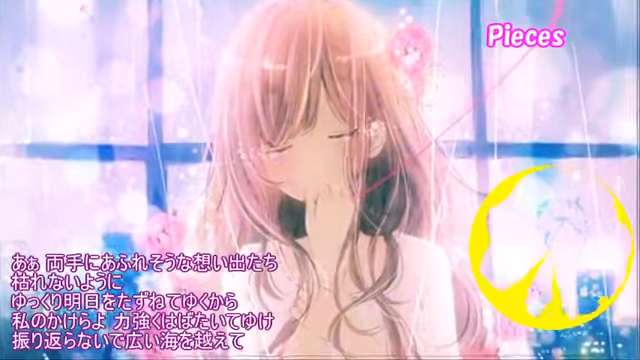 Pieces
あぁ 両手にあふれそうな想い出たち
枯れないように
ゆっくり明日をたずねてゆくから
私のかけらよ 力強くはばたいてゆけ
振り返らないで広い海を越えて